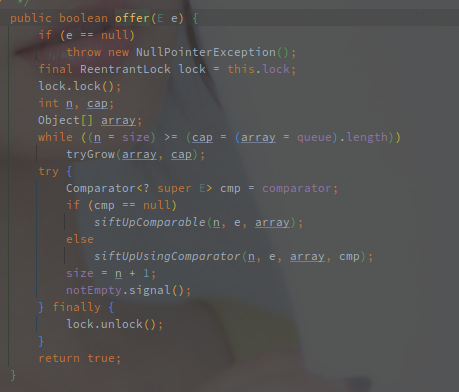 */
public boolean offer(E e) {
    if (e == null)
        throw new NullPointerException();
    final ReentrantLock lock = this.lock;
    lock.lock();
    int n, cap;
    Object[] array;
    while ((n = size) >= (cap = (array = queue).length))
        tryGrow(array, cap);
    try {
        Comparator<? super E> cmp = comparator;
        if (cmp == null)
            siftUpComparable(n, e, array);
        else
            siftUpUsingComparator(n, e, array, cmp);
        size = n + 1;
        notEmpty.signal();
    } finally {
        lock.unlock();
    }
    return true;
}